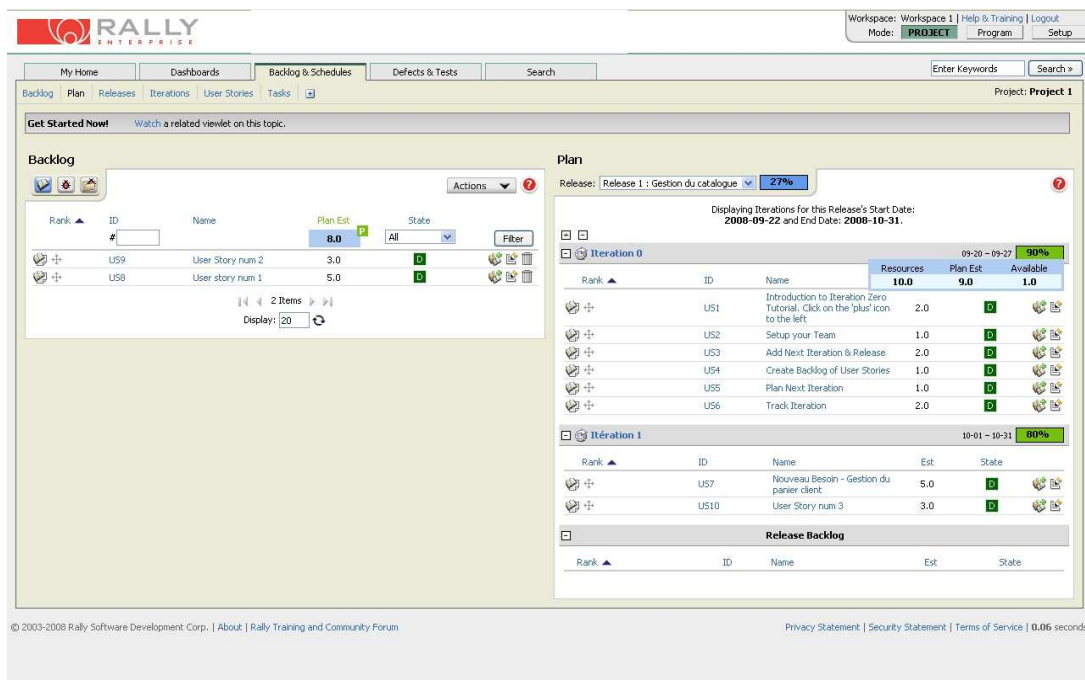 RALLY
ENTERPRISE
Workspace: Workspace 1 | Help & Training | Logout
Mode: PROJECT Program Setup
My Home Dashboards Backlog & Schedules Defects & Tests Search
Enter Keywords Search »
Backlog Plan Releases Iterations User Stories Tasks
Project: Project 1
Get Started Now! Watch a related viewlet on this topic.
Backlog
Actions
Rank ID Name Plan Est State
# 8.0 P All Filter
US9 User Story num 2 3.0 D
US8 User story num 1 5.0 D
2 Items
Display: 20
Plan
Release: Release 1 : Gestion du catalogue 27%
Displaying Iterations for this Release's Start Date:
2008-09-22 and End Date: 2008-10-31.
Iteration 0 09-20 - 09-27 90%
Resources Plan Est Available
10.0 9.0 1.0
Rank ID Name
US1 Introduction to Iteration Zero
Tutorial. Click on the 'plus' icon
to the left 2.0 D
US2 Setup your Team 1.0 D
US3 Add Next Iteration & Release 2.0 D
US4 Create Backlog of User Stories 1.0 D
US5 Plan Next Iteration 1.0 D
US6 Track Iteration 2.0 D
Itération 1 10-01 - 10-31 80%
Rank ID Name Est State
US7 Nouveau Besoin - Gestion du
panier client 5.0 D
US10 User Story num 3 3.0 D
Release Backlog
Rank ID Name Est State
© 2003-2008 Rally Software Development Corp. | About | Rally Training and Community Forum
Privacy Statement | Security Statement | Terms of Service | 0.06 seconds